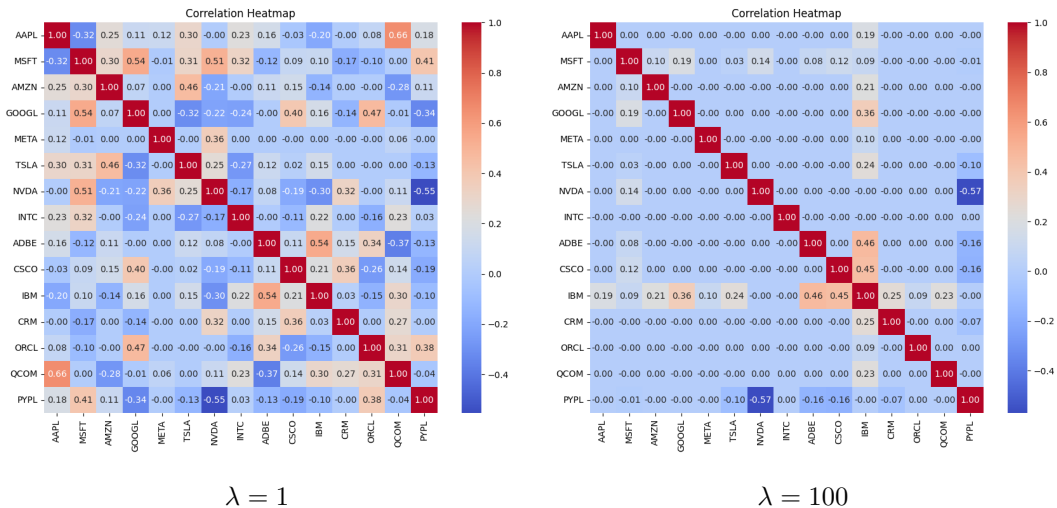 Correlation Heatmap
AAPL 1.00 -0.32 0.25 0.11 0.12 0.30 -0.00 0.23 0.16 -0.03 -0.20 -0.00 0.08 0.66 0.18
MSFT -0.32 1.00 0.30 0.54 -0.01 0.31 0.51 0.32 -0.12 0.09 0.10 -0.17 -0.10 0.00 0.41
AMZN 0.25 0.30 1.00 0.07 0.00 0.46 -0.21 -0.00 0.11 0.15 -0.14 0.00 -0.00 -0.28 0.11
GOOGL 0.11 0.54 0.07 1.00 -0.00 -0.32 -0.22 -0.24 -0.00 0.40 0.16 -0.14 0.47 -0.01 -0.34
META 0.12 -0.01 0.00 -0.00 1.00 -0.00 0.36 -0.00 0.00 -0.00 0.00 -0.00 0.00 0.06 -0.00
TSLA 0.30 0.31 0.46 -0.32 -0.00 1.00 0.25 -0.27 0.12 0.02 0.15 0.00 -0.00 0.00 -0.13
NVDA -0.00 0.51 -0.21 -0.22 0.36 0.25 1.00 -0.17 0.08 -0.19 -0.30 0.32 -0.00 0.11 -0.55
INTC 0.23 0.32 -0.00 -0.24 -0.00 -0.27 -0.17 1.00 -0.00 -0.11 0.22 -0.00 -0.16 0.23 0.03
ADBE 0.16 -0.12 0.11 -0.00 0.00 0.12 0.08 -0.00 1.00 0.11 0.54 0.15 0.34 -0.37 -0.13
CSCO -0.03 0.09 0.15 0.40 -0.00 0.02 -0.19 -0.11 0.11 1.00 0.21 0.36 -0.26 0.14 -0.19
IBM -0.20 0.10 -0.14 0.16 0.00 0.15 -0.30 0.22 0.54 0.21 1.00 0.03 -0.15 0.30 -0.10
CRM -0.00 -0.17 0.00 -0.14 -0.00 0.00 0.32 -0.00 0.15 0.36 0.03 1.00 0.00 0.27 -0.00
ORCL 0.08 -0.10 -0.00 0.47 0.00 -0.00 -0.00 -0.16 0.34 -0.26 -0.15 0.00 1.00 0.31 0.38
QCOM 0.66 0.00 -0.28 -0.01 0.06 0.00 0.11 0.23 -0.37 0.14 0.30 0.27 0.31 1.00 -0.04
PYPL 0.18 0.41 0.11 -0.34 -0.00 -0.13 -0.55 0.03 -0.13 -0.19 -0.10 -0.00 0.38 -0.04 1.00
AAPL MSFT AMZN GOOGL META TSLA NVDA INTC ADBE CSCO IBM CRM ORCL QCOM PYPL
1.0
0.8
0.6
0.4
0.2
0.0
−0.2
−0.4
λ = 1
Correlation Heatmap
AAPL 1.00 0.00 -0.00 -0.00 -0.00 -0.00 -0.00 -0.00 -0.00 -0.00 0.19 -0.00 -0.00 -0.00 -0.00
MSFT 0.00 1.00 0.10 0.19 -0.00 0.03 0.14 -0.00 0.08 0.12 0.09 -0.00 -0.00 -0.00 -0.01
AMZN -0.00 0.10 1.00 -0.00 -0.00 -0.00 -0.00 -0.00 -0.00 -0.00 0.21 -0.00 -0.00 -0.00 -0.00
GOOGL -0.00 0.19 -0.00 1.00 -0.00 -0.00 -0.00 -0.00 -0.00 -0.00 0.36 -0.00 -0.00 -0.00 -0.00
META -0.00 -0.00 -0.00 -0.00 1.00 -0.00 -0.00 -0.00 -0.00 -0.00 0.10 -0.00 -0.00 -0.00 -0.00
TSLA -0.00 0.03 -0.00 -0.00 -0.00 1.00 -0.00 -0.00 -0.00 -0.00 0.24 -0.00 -0.00 -0.00 -0.10
NVDA -0.00 0.14 -0.00 -0.00 -0.00 -0.00 1.00 -0.00 -0.00 -0.00 -0.00 -0.00 -0.00 -0.00 -0.57
INTC -0.00 -0.00 -0.00 -0.00 -0.00 -0.00 -0.00 1.00 -0.00 -0.00 -0.00 -0.00 -0.00 -0.00 -0.00
ADBE -0.00 0.08 -0.00 -0.00 -0.00 -0.00 -0.00 -0.00 1.00 -0.00 0.46 -0.00 -0.00 -0.00 -0.16
CSCO -0.00 0.12 -0.00 -0.00 -0.00 -0.00 -0.00 -0.00 -0.00 1.00 0.45 -0.00 -0.00 -0.00 -0.16
IBM 0.19 0.09 0.21 0.36 0.10 0.24 -0.00 -0.00 0.46 0.45 1.00 0.25 0.09 0.23 -0.00
CRM -0.00 -0.00 -0.00 -0.00 -0.00 -0.00 -0.00 -0.00 -0.00 -0.00 0.25 1.00 -0.00 -0.00 -0.07
ORCL -0.00 -0.00 -0.00 -0.00 -0.00 -0.00 -0.00 -0.00 -0.00 -0.00 0.09 -0.00 1.00 -0.00 -0.00
QCOM -0.00 -0.00 -0.00 -0.00 -0.00 -0.00 -0.00 -0.00 -0.00 -0.00 0.23 -0.00 -0.00 1.00 -0.00
PYPL -0.00 -0.01 -0.00 -0.00 -0.00 -0.10 -0.57 -0.00 -0.16 -0.16 -0.00 -0.07 -0.00 -0.00 1.00
AAPL MSFT AMZN GOOGL META TSLA NVDA INTC ADBE CSCO IBM CRM ORCL QCOM PYPL
1.0
0.8
0.6
0.4
0.2
0.0
−0.2
−0.4
λ = 100